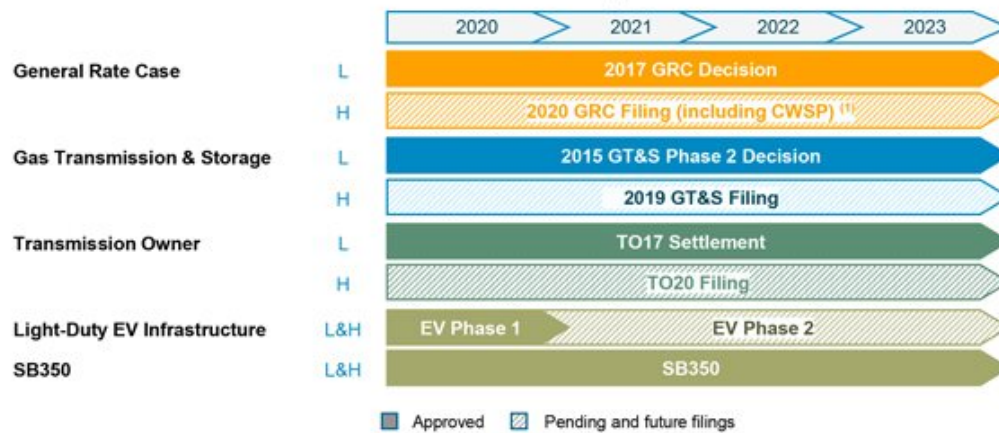 2020 2021 2022 2023
General Rate Case L 2017 GRC Decision
H 2020 GRC Filing (including CWSP) (1)
Gas Transmission & Storage L 2015 GT&S Phase 2 Decision
H 2019 GT&S Filing
Transmission Owner L TO17 Settlement
H TO20 Filing
Light-Duty EV Infrastructure L&H EV Phase 1 EV Phase 2
SB350 L&H SB350
Approved Pending and future filings